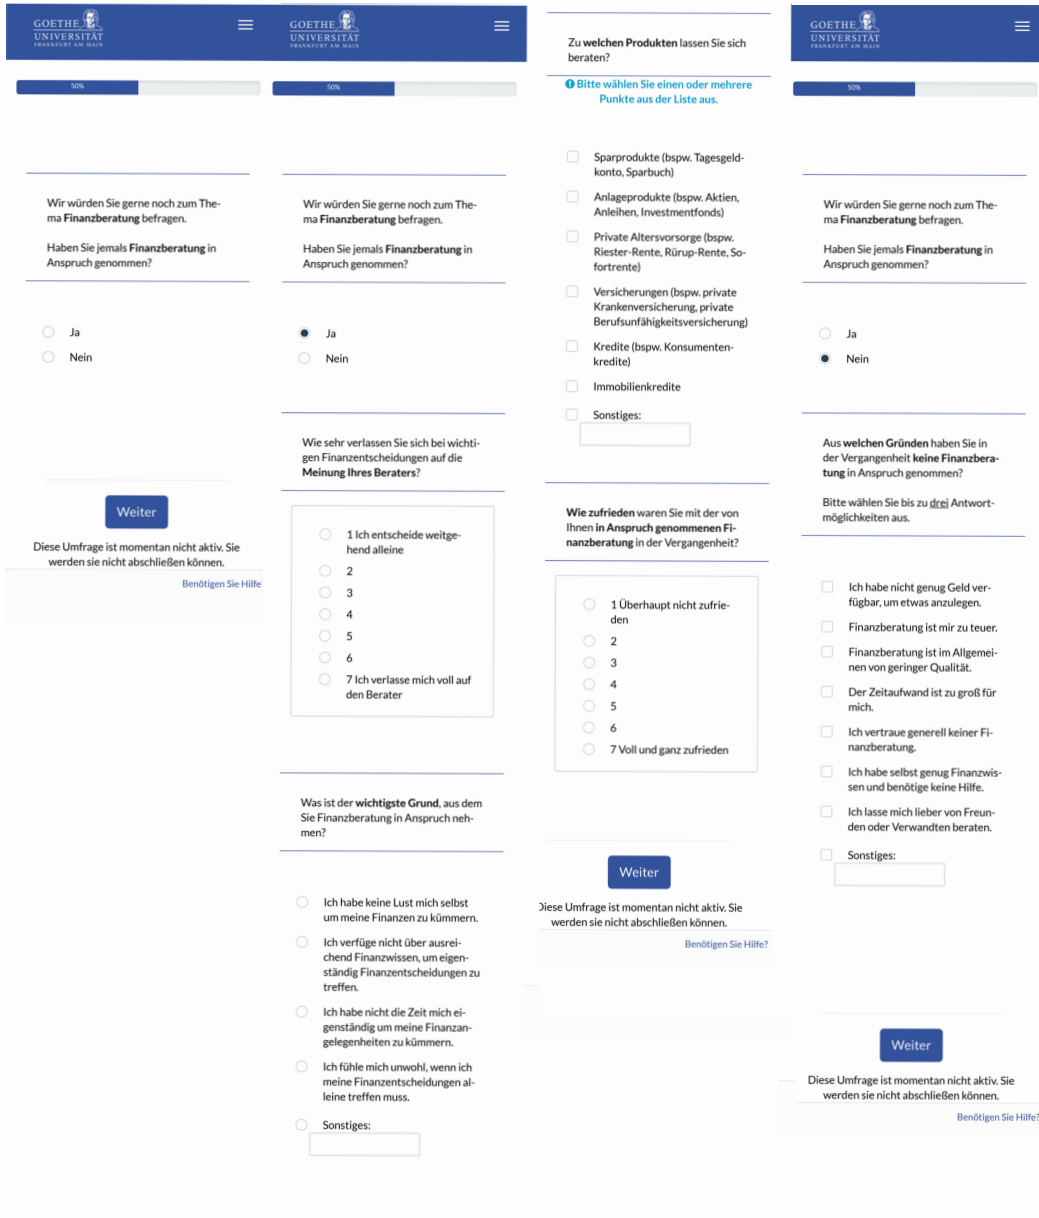 GOETHE
UNIVERSITÄT
FRANKFURT AM MAIN
50%
Wir würden Sie gerne noch zum The-
ma Finanzberatung befragen.
Haben Sie jemals Finanzberatung in
Anspruch genommen?
Ja
Nein
Weiter
Diese Umfrage ist momentan nicht aktiv. Sie
werden sie nicht abschließen können.
Benötigen Sie Hilfe
GOETHE
UNIVERSITÄT
FRANKFURT AM MAIN
50%
Wir würden Sie gerne noch zum The-
ma Finanzberatung befragen.
Haben Sie jemals Finanzberatung in
Anspruch genommen?
Ja
Nein
Wie sehr verlassen Sie sich bei wichti-
gen Finanzentscheidungen auf die
Meinung Ihres Beraters?
1 Ich entscheide weitge-
hend alleine
2
3
4
5
6
7 Ich verlasse mich voll auf
den Berater
Was ist der wichtigste Grund, aus dem
Sie Finanzberatung in Anspruch neh-
men?
Ich habe keine Lust mich selbst
um meine Finanzen zu kümmern.
Ich verfüge nicht über ausrei-
chend Finanzwissen, um eigen-
ständig Finanzentscheidungen zu
treffen.
Ich habe nicht die Zeit mich ei-
genständig um meine Finanzan-
gelegenheiten zu kümmern.
Ich fühle mich unwohl, wenn ich
meine Finanzentscheidungen al-
leine treffen muss.
Sonstiges:
Zu welchen Produkten lassen Sie sich
beraten?
Bitte wählen Sie einen oder mehrere
Punkte aus der Liste aus.
Sparprodukte (bspw. Tagesgeld-
konto, Sparbuch)
Anlageprodukte (bspw. Aktien,
Anleihen, Investmentfonds)
Private Altersvorsorge (bspw.
Riester-Rente, Rürup-Rente, So-
fortrente)
Versicherungen (bspw. private
Krankenversicherung, private
Berufsunfähigkeitsversicherung)
Kredite (bspw. Konsumenten-
kredite)
Immobilienkredite
Sonstiges:
Wie zufrieden waren Sie mit der von
Ihnen in Anspruch genommenen Fi-
nanzberatung in der Vergangenheit?
1 Überhaupt nicht zufrie-
den
2
3
4
5
6
7 Voll und ganz zufrieden
Weiter
Diese Umfrage ist momentan nicht aktiv. Sie
werden sie nicht abschließen können.
Benötigen Sie Hilfe?
GOETHE
UNIVERSITÄT
FRANKFURT AM MAIN
50%
Wir würden Sie gerne noch zum The-
ma Finanzberatung befragen.
Haben Sie jemals Finanzberatung in
Anspruch genommen?
Ja
Nein
Aus welchen Gründen haben Sie in
der Vergangenheit keine Finanzbera-
tung in Anspruch genommen?
Bitte wählen Sie bis zu drei Antwort-
möglichkeiten aus.
Ich habe nicht genug Geld ver-
fügbar, um etwas anzulegen.
Finanzberatung ist mir zu teuer.
Finanzberatung ist im Allgemei-
nen von geringer Qualität.
Der Zeitaufwand ist zu groß für
mich.
Ich vertraue generell keiner Fi-
nanzberatung.
Ich habe selbst genug Finanzwis-
sen und benötige keine Hilfe.
Ich lasse mich lieber von Freun-
den oder Verwandten beraten.
Sonstiges:
Weiter
Diese Umfrage ist momentan nicht aktiv. Sie
werden sie nicht abschließen können.
Benötigen Sie Hilfe?